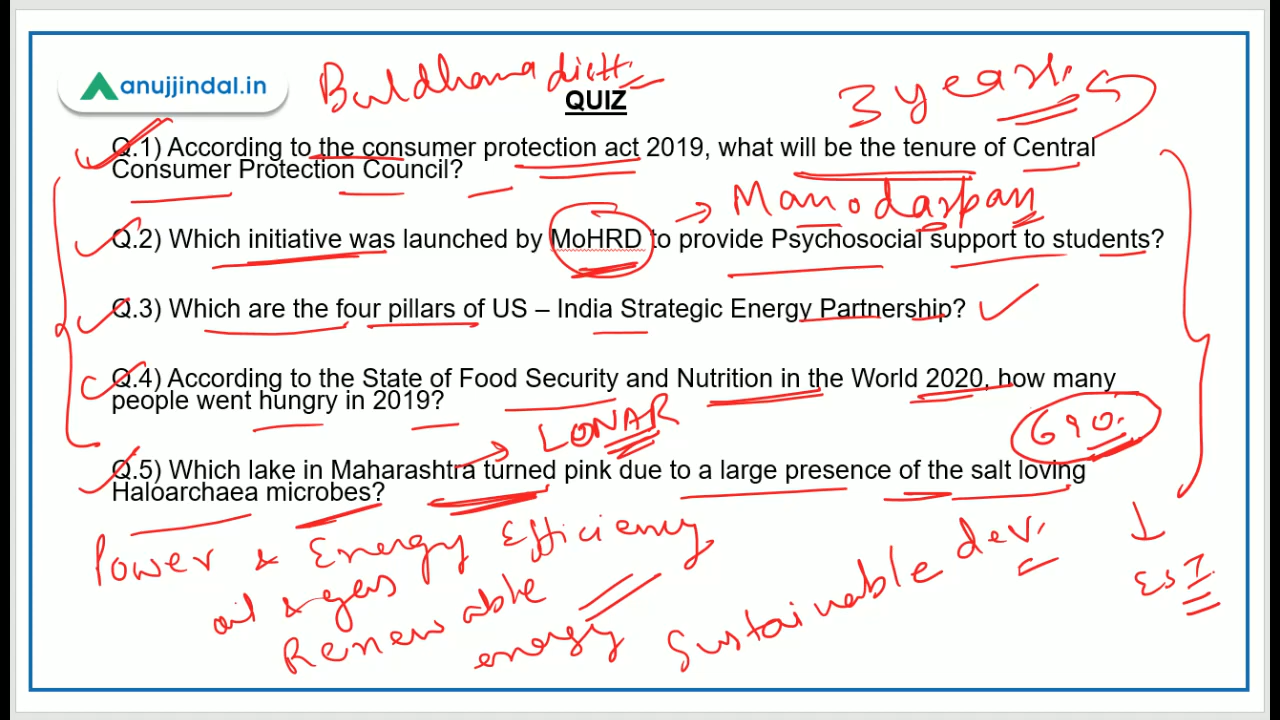 anujjindal.in
Buldhana distt.
3 years.
QUIZ
Q.1) According to the consumer protection act 2019, what will be the tenure of Central
Consumer Protection Council?
→ Manodarpan
Q.2) Which initiative was launched by MoHRD to provide Psychosocial support to students?
Q.3) Which are the four pillars of US – India Strategic Energy Partnership?
Q.4) According to the State of Food Security and Nutrition in the World 2020, how many
people went hungry in 2019?
→ LONAR
690.
Q.5) Which lake in Maharashtra turned pink due to a large presence of the salt loving
Haloarchaea microbes?
Power & Energy Efficiency
oil & gas
Renewable
energy
Sustainable dev.
ESI